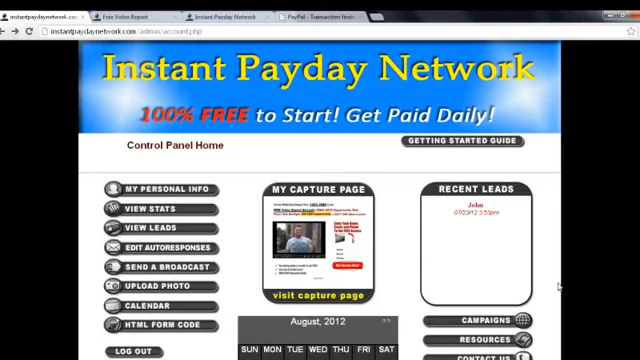 instantpaydaynetwork.com
Free Video Report
Instant Payday Network
PayPal - Transaction
instantpaydaynetwork.com/admin/account.php
Instant Payday Network
100% FREE to Start! Get Paid Daily!
Control Panel Home
GETTING STARTED GUIDE
MY PERSONAL INFO
VIEW STATS
VIEW LEADS
EDIT AUTORESPONSES
SEND A BROADCAST
UPLOAD PHOTO
CALENDAR
HTML FORM CODE
LOG OUT
MY CAPTURE PAGE
visit capture page
August, 2012 >>
SUN MON TUE WED THU FRI SAT
RECENT LEADS
John
07/23/12 3:53pm
CAMPAIGNS
RESOURCES
CONTACT US